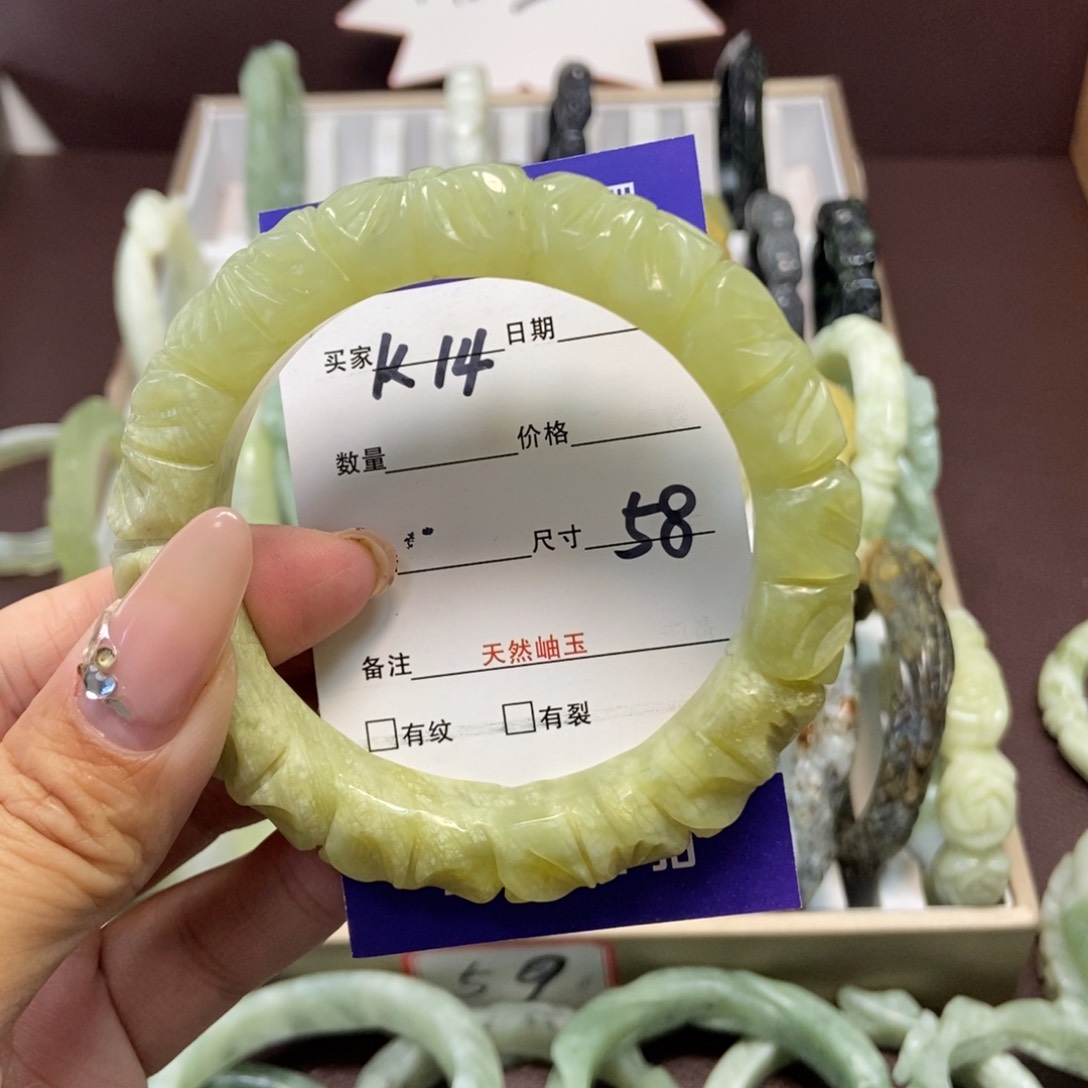 买家 K14 日期
数量 价格
尺寸 58
备注 天然岫玉
□有纹 □有裂
59